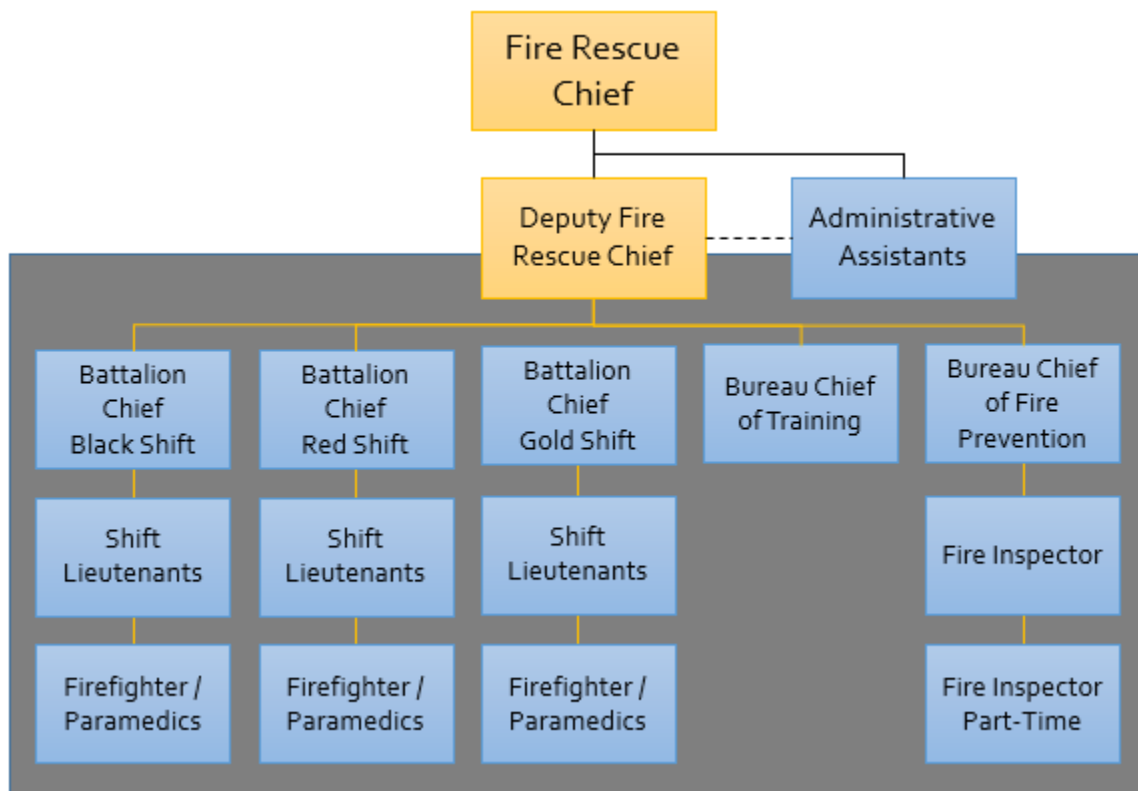 Fire Rescue
Chief
Deputy Fire
Rescue Chief
Administrative
Assistants
Battalion
Chief
Black Shift
Battalion
Chief
Red Shift
Battalion
Chief
Gold Shift
Bureau Chief
of Training
Bureau Chief
of Fire
Prevention
Shift
Lieutenants
Shift
Lieutenants
Shift
Lieutenants
Fire Inspector
Firefighter /
Paramedics
Firefighter /
Paramedics
Firefighter /
Paramedics
Fire Inspector
Part-Time